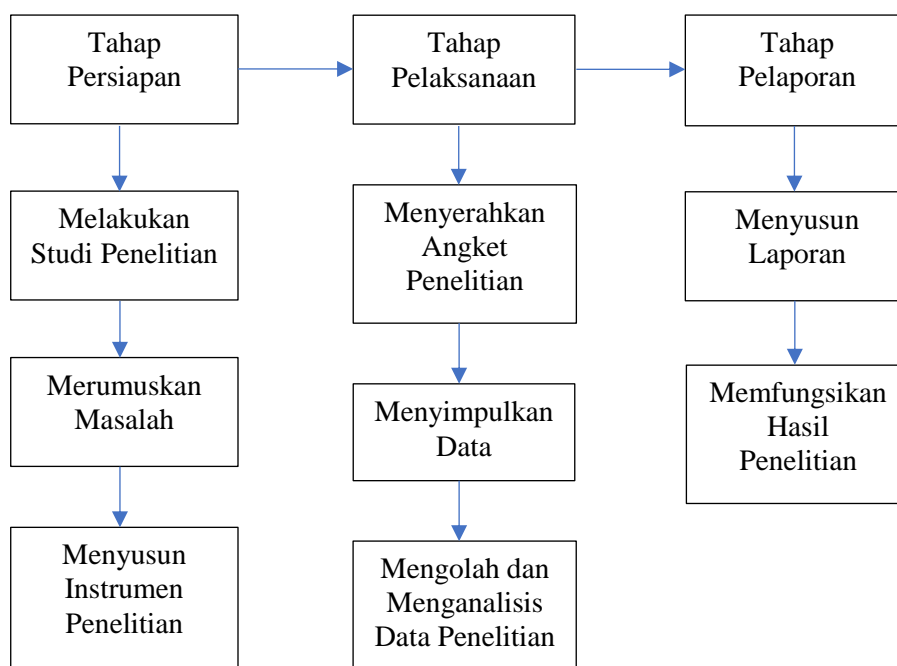 Tahap
Persiapan
Tahap
Pelaksanaan
Tahap
Pelaporan
Melakukan
Studi Penelitian
Menyerahkan
Angket
Penelitian
Menyusun
Laporan
Merumuskan
Masalah
Menyimpulkan
Data
Memfungsikan
Hasil
Penelitian
Menyusun
Instrumen
Penelitian
Mengolah dan
Menganalisis
Data Penelitian